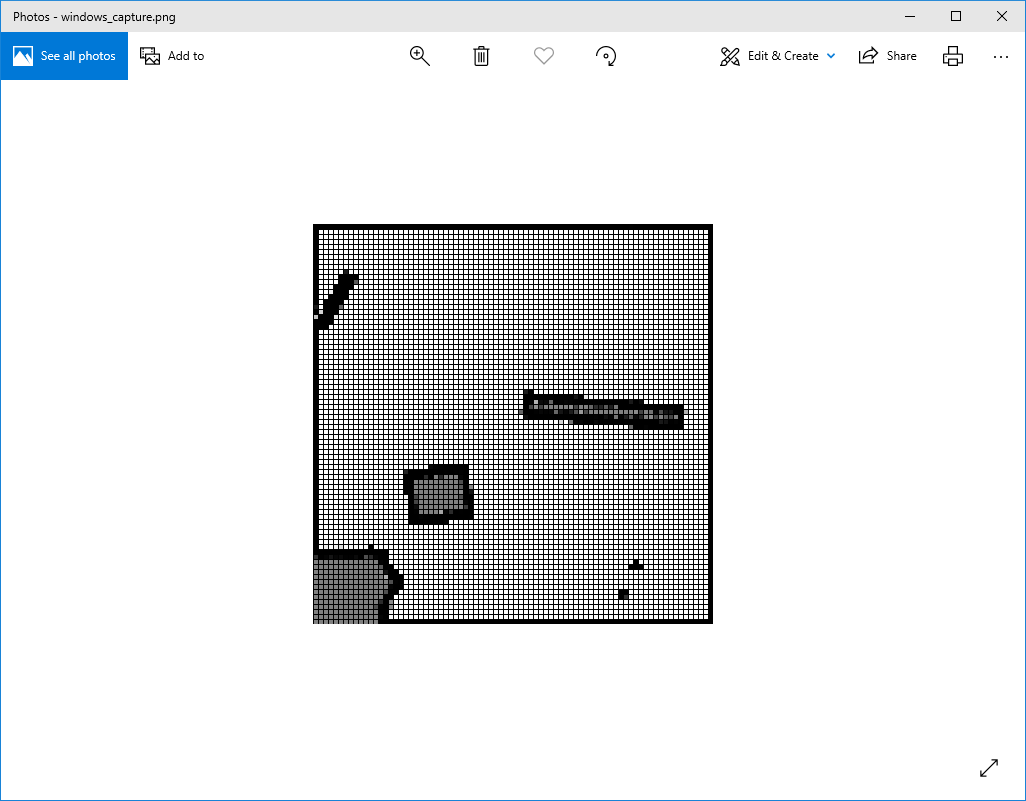 Photos - windows_capture.png
See all photos
Add to
Edit & Create
Share